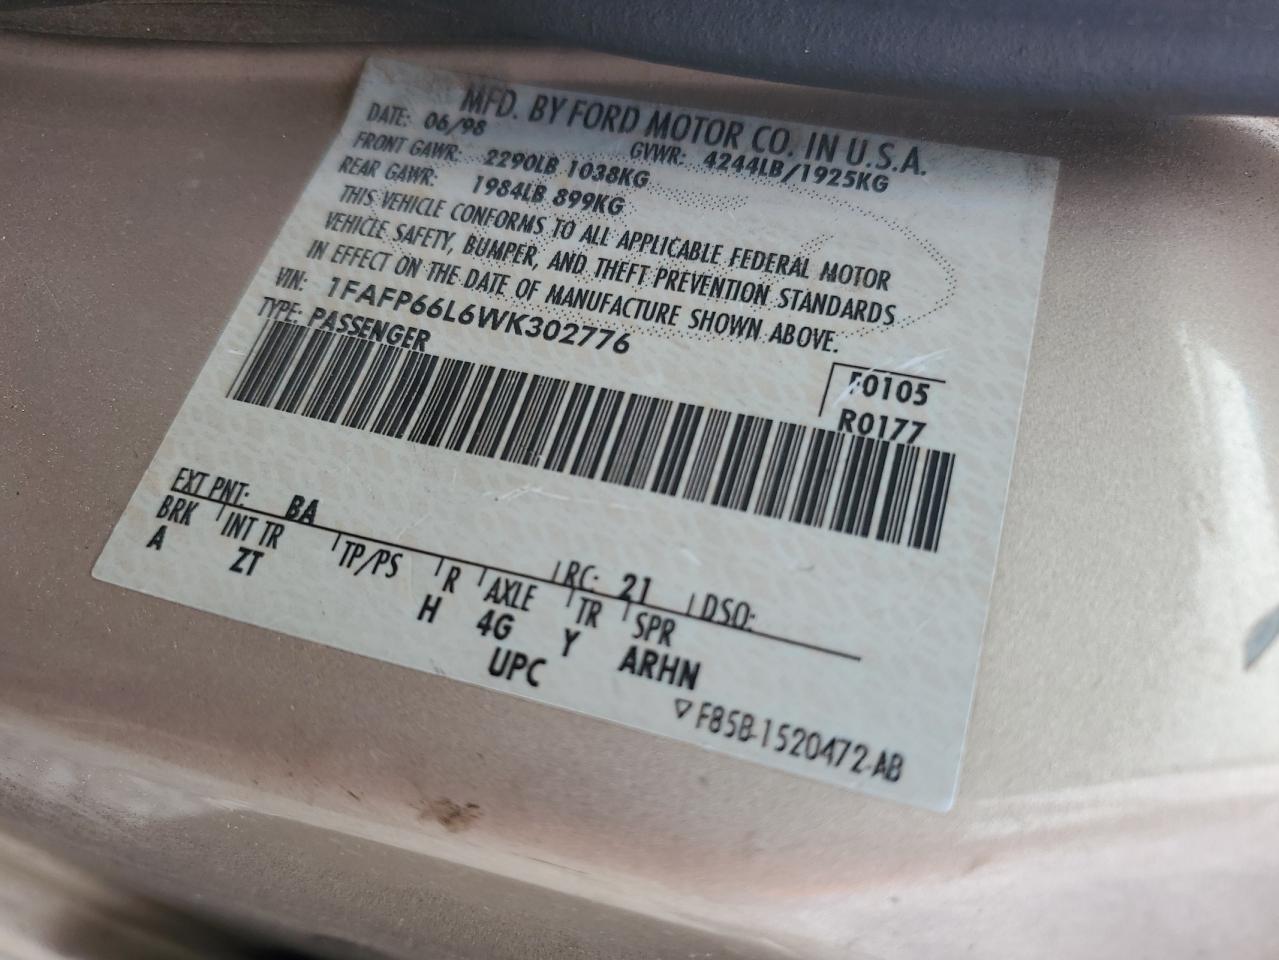 MFD. BY FORD MOTOR CO. IN U.S.A.
DATE: 06/98 GVWR: 4244LB/1925KG
FRONT GAWR: 2290LB 1038KG
REAR GAWR: 1984LB 899KG
THIS VEHICLE CONFORMS TO ALL APPLICABLE FEDERAL MOTOR
VEHICLE SAFETY, BUMPER, AND THEFT PREVENTION STANDARDS
IN EFFECT ON THE DATE OF MANUFACTURE SHOWN ABOVE.
VIN: 1FAFP66L6WK302776
TYPE: PASSENGER
F0105
R0177
EXT PNT: BA RC: 21 DSO:
BRK INT TR TP/PS R AXLE TR SPR
A ZT H 4G Y ARHN
UPC
▽ F85B-1520472-AB